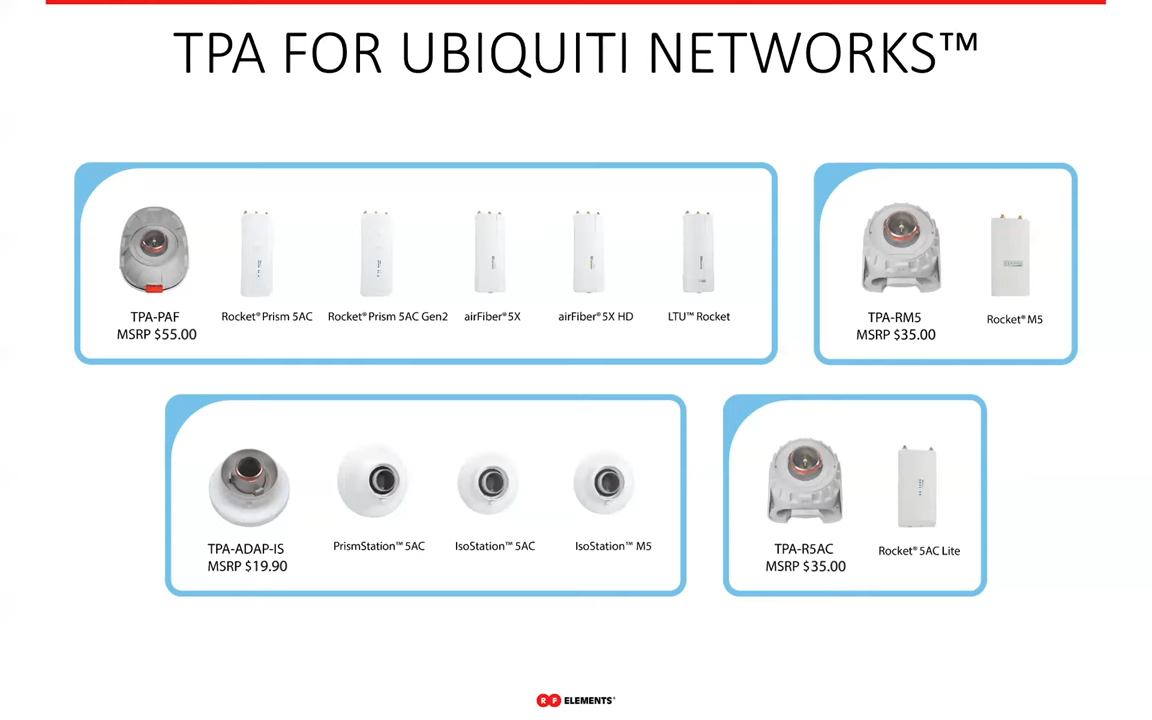 TPA FOR UBIQUITI NETWORKS™
TPA-PAF
MSRP $55.00
Rocket® Prism 5AC
Rocket® Prism 5AC Gen2
airFiber® 5X
airFiber® 5X HD
LTU™ Rocket
TPA-RM5
MSRP $35.00
Rocket® M5
TPA-ADAP-IS
MSRP $19.90
PrismStation™ 5AC
IsoStation™ 5AC
IsoStation™ M5
TPA-R5AC
MSRP $35.00
Rocket® 5AC Lite
RF ELEMENTS®